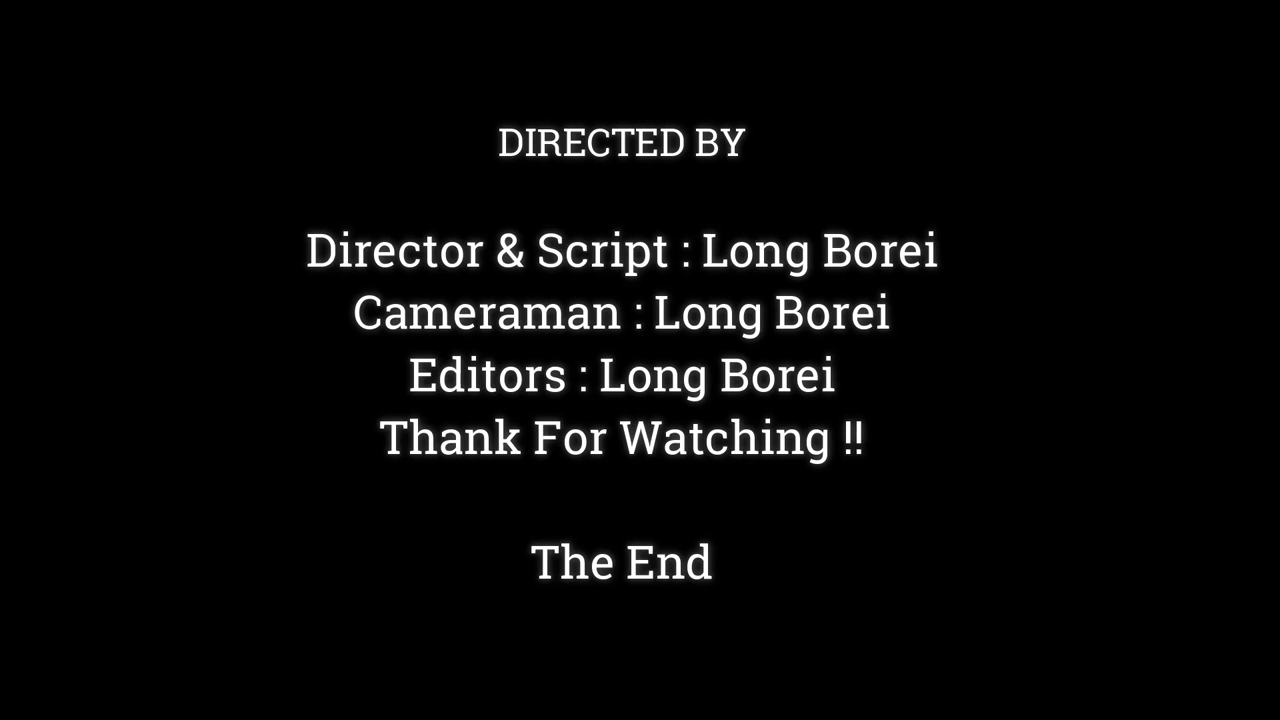 DIRECTED BY
Director & Script : Long Borei
Cameraman : Long Borei
Editors : Long Borei
Thank For Watching !!
The End